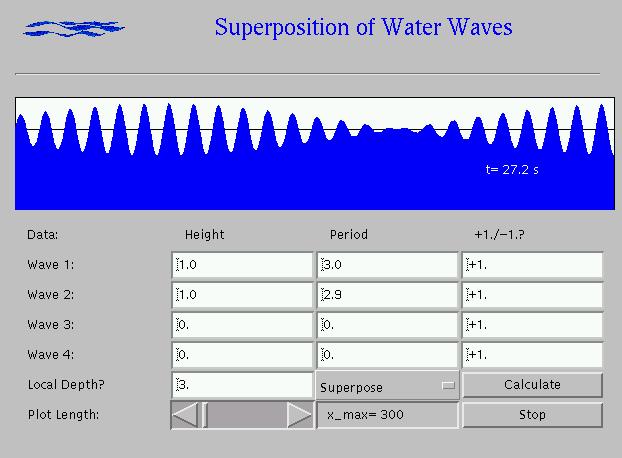 Superposition of Water Waves
t= 27.2 s
Data: Height Period +1./−1.?
Wave 1: 1.0 3.0 +1.
Wave 2: 1.0 2.9 +1.
Wave 3: 0. 0. +1.
Wave 4: 0. 0. +1.
Local Depth? 3. Superpose Calculate
Plot Length: x_max= 300 Stop